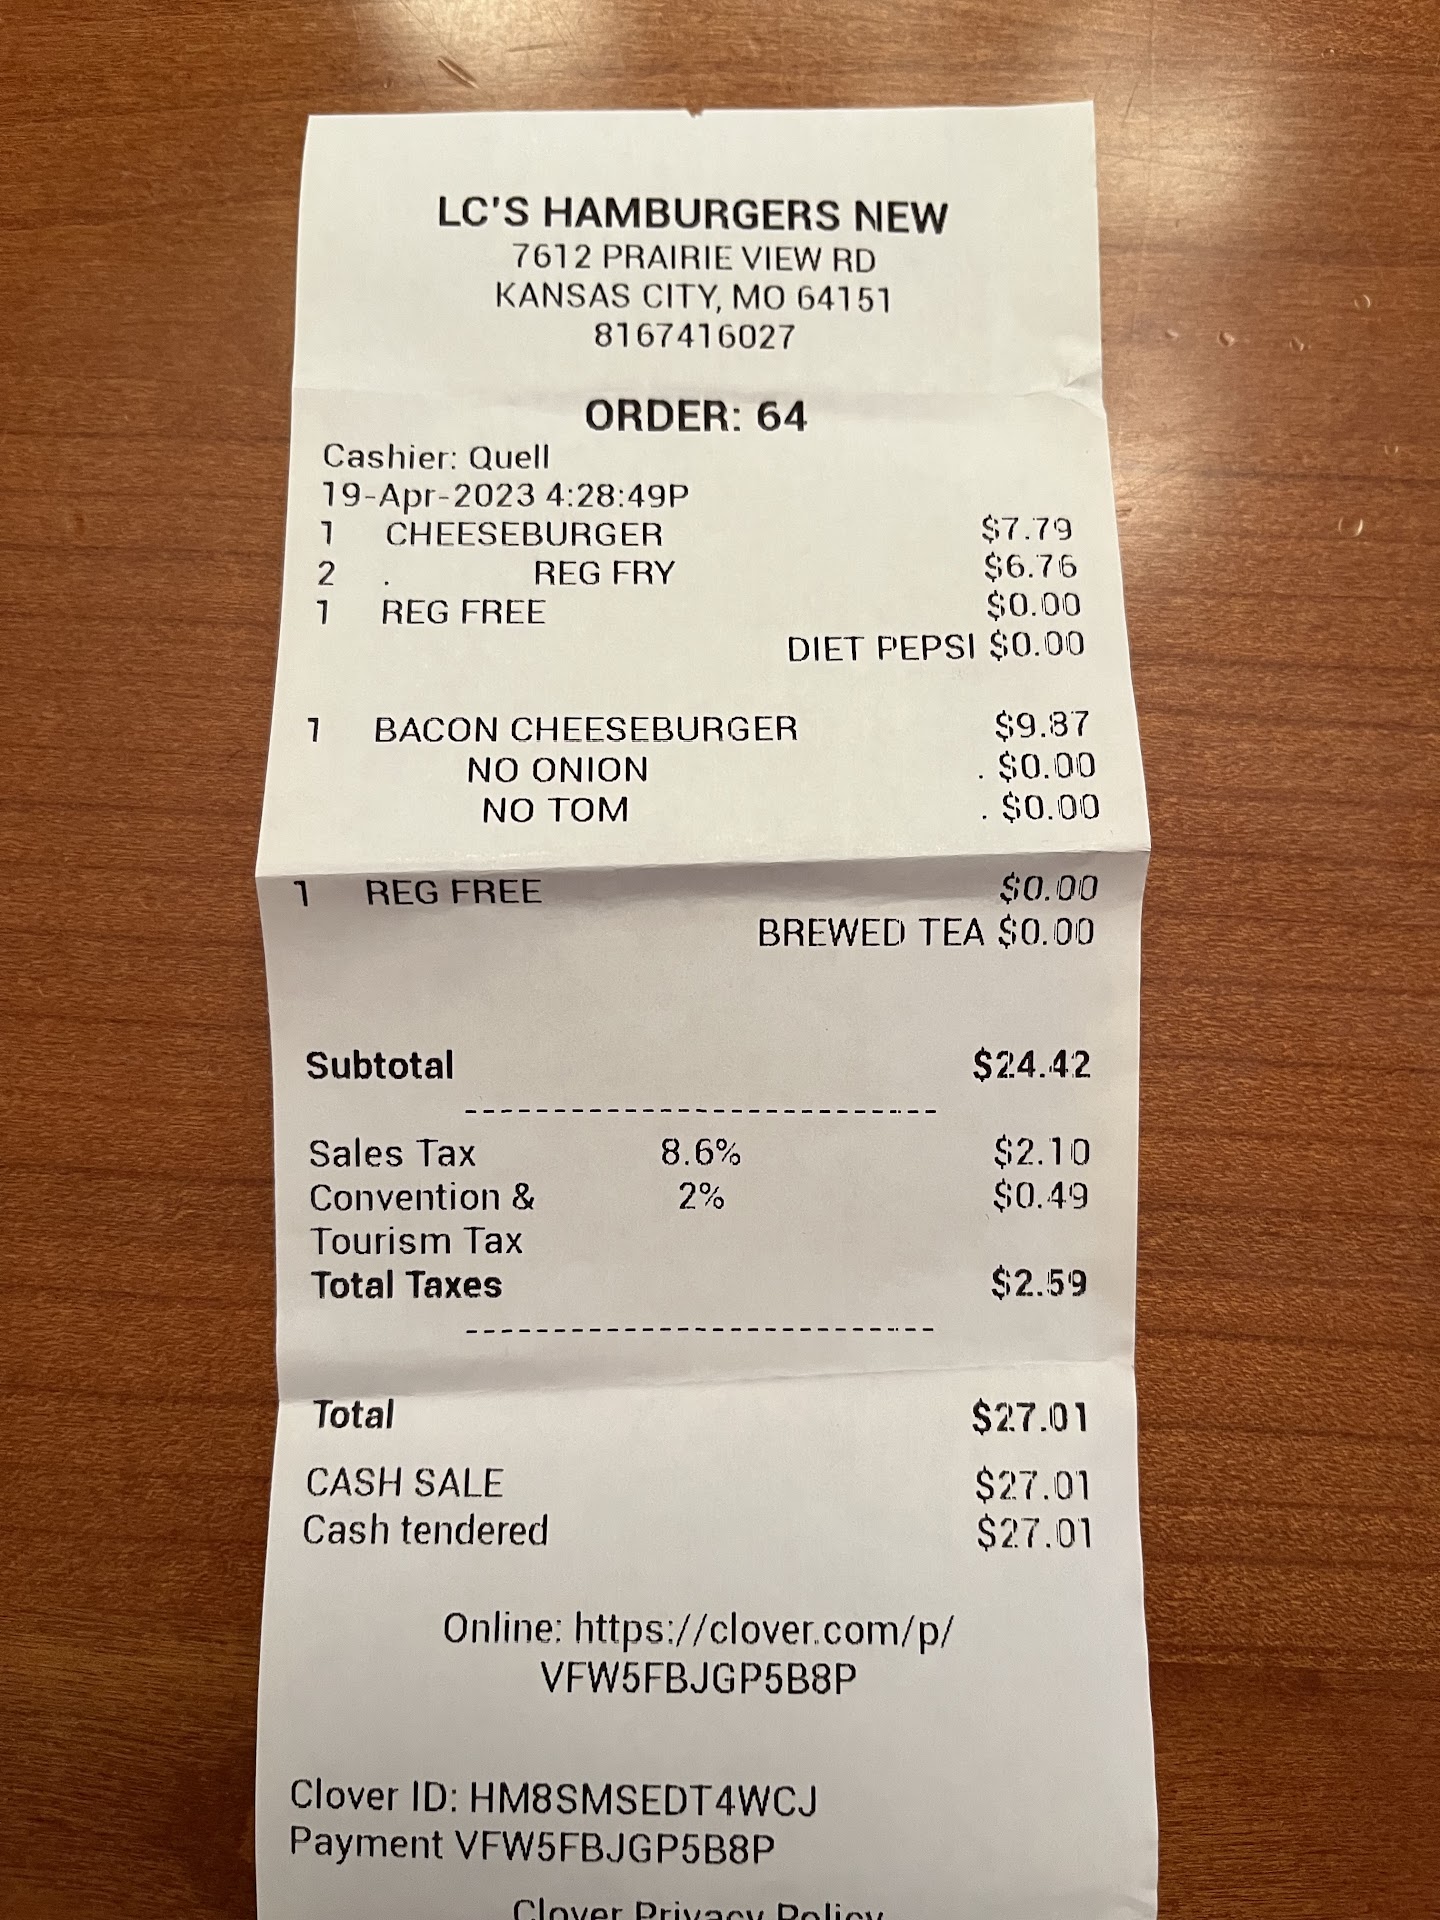 LC'S HAMBURGERS NEW
7612 PRAIRIE VIEW RD
KANSAS CITY, MO 64151
8167416027
ORDER: 64
Cashier: Quell
19-Apr-2023 4:28:49P
1 CHEESEBURGER $7.79
2 . REG FRY $6.76
1 REG FREE $0.00
DIET PEPSI $0.00
1 BACON CHEESEBURGER $9.87
NO ONION . $0.00
NO TOM . $0.00
1 REG FREE $0.00
BREWED TEA $0.00
Subtotal $24.42
---------------------------
Sales Tax 8.6% $2.10
Convention & 2% $0.49
Tourism Tax
Total Taxes $2.59
---------------------------
Total $27.01
CASH SALE $27.01
Cash tendered $27.01
Online: https://clover.com/p/
VFW5FBJGP5B8P
Clover ID: HM8SMSEDT4WCJ
Payment VFW5FBJGP5B8P
Clover Privacy Policy